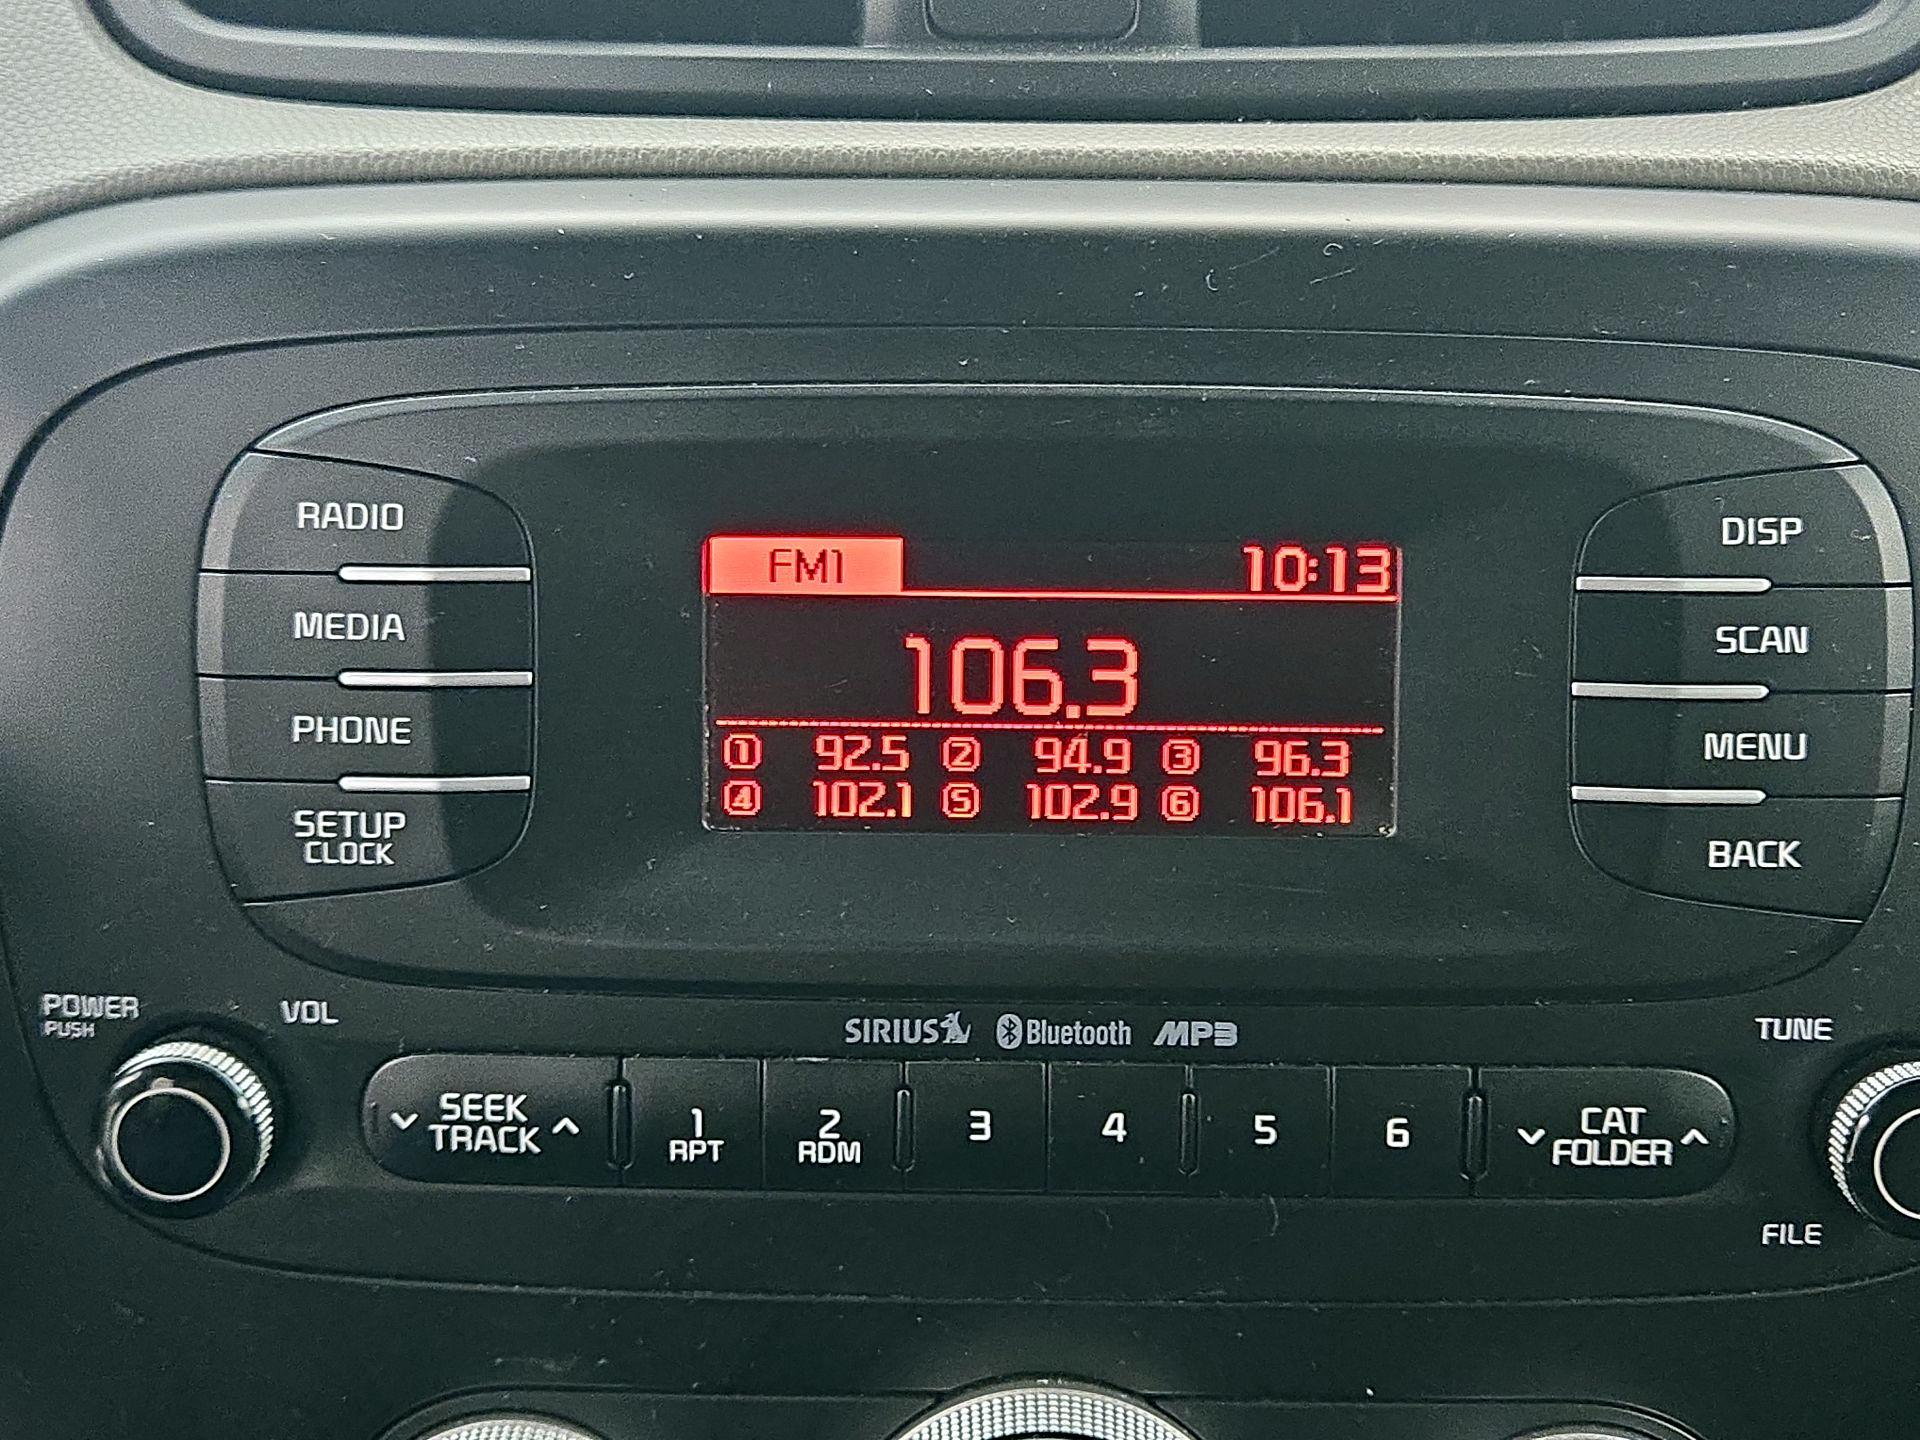 RADIO
MEDIA
PHONE
SETUP
CLOCK
FM1 10:13
106.3
① 92.5 ② 94.9 ③ 96.3
④ 102.1 ⑤ 102.9 ⑥ 106.1
DISP
SCAN
MENU
BACK
POWER
PUSH
VOL
SIRIUS Bluetooth MP3
TUNE
FILE
SEEK
TRACK
1
RPT
2
RDM
3
4
5
6
CAT
FOLDER